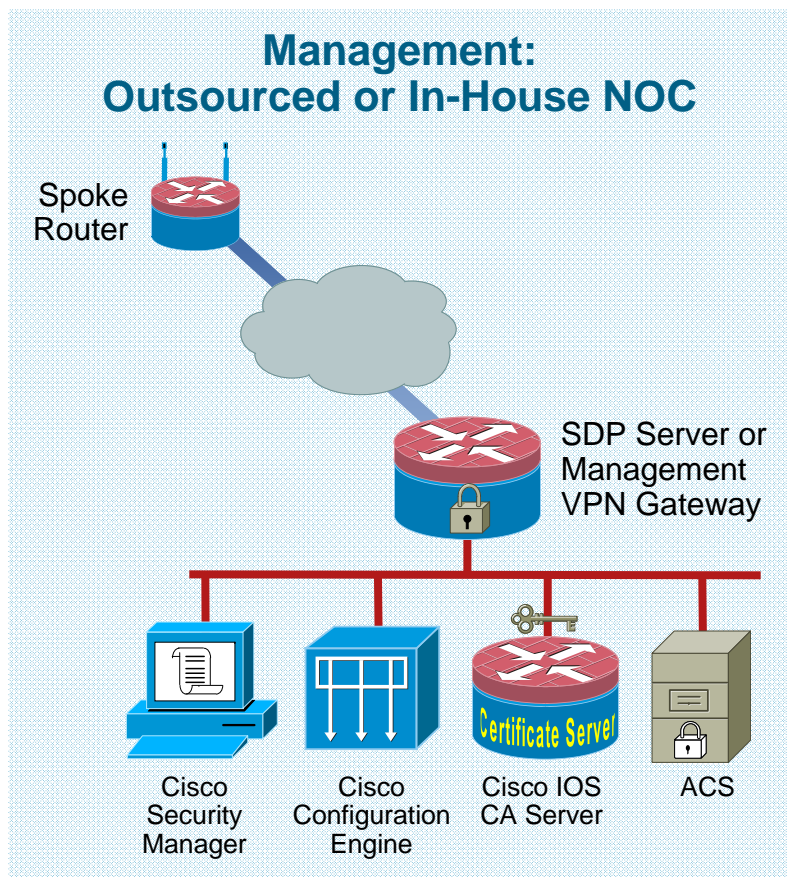 Management:
Outsourced or In-House NOC
Spoke
Router
SDP Server or
Management
VPN Gateway
Certificate Server
Cisco
Security
Manager
Cisco
Configuration
Engine
Cisco IOS
CA Server
ACS